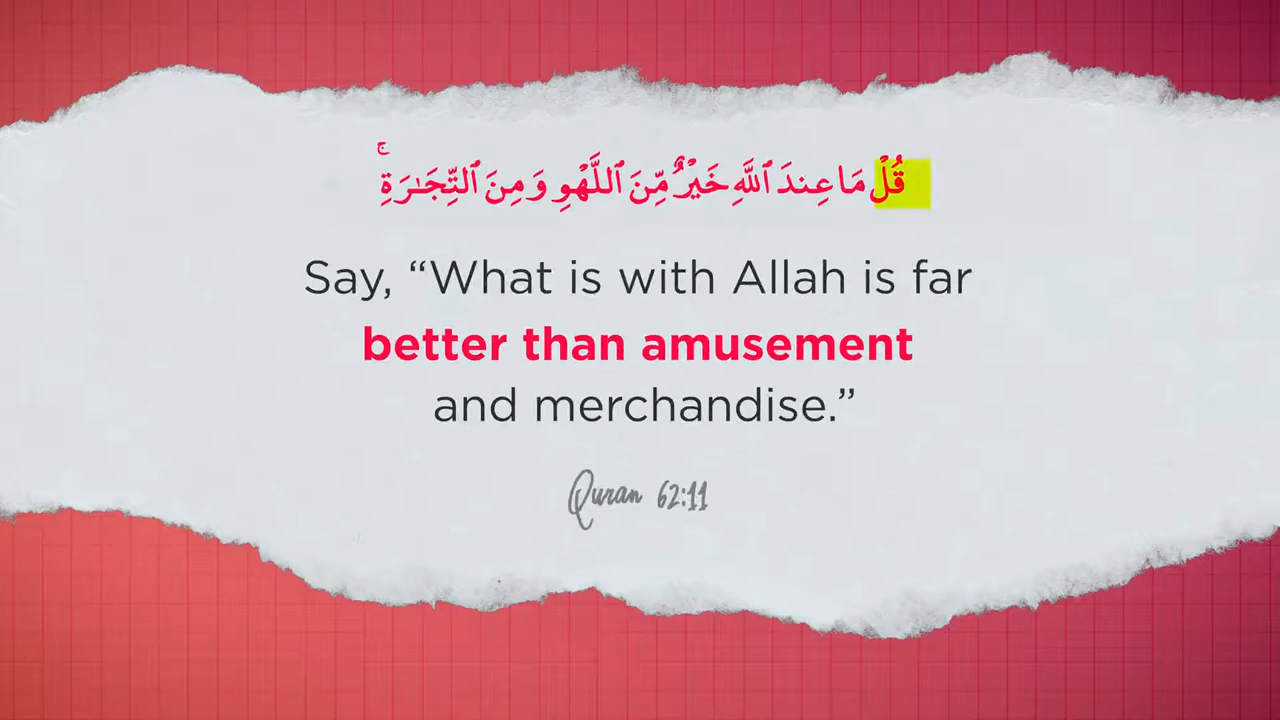 قُلْ مَا عِندَ ٱللَّهِ خَيْرٌ مِّنَ ٱللَّهْوِ وَمِنَ ٱلتِّجَـٰرَةِ ۚ
Say, “What is with Allah is far
better than amusement
and merchandise.”
Quran 62:11